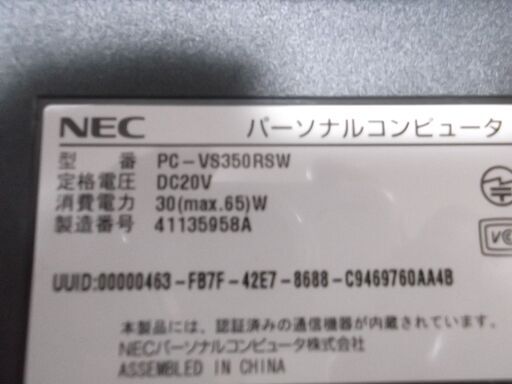 NEC パーソナルコンピュータ
型 番 PC-VS350RSW
定格電圧 DC20V
消費電力 30(max.65)W
製造番号 41135958A
UUID:00000463-FB7F-42E7-8688-C9469760AA4B
本製品には、認証済みの通信機器が内蔵されています。
NECパーソナルコンピュータ株式会社
ASSEMBLED IN CHINA